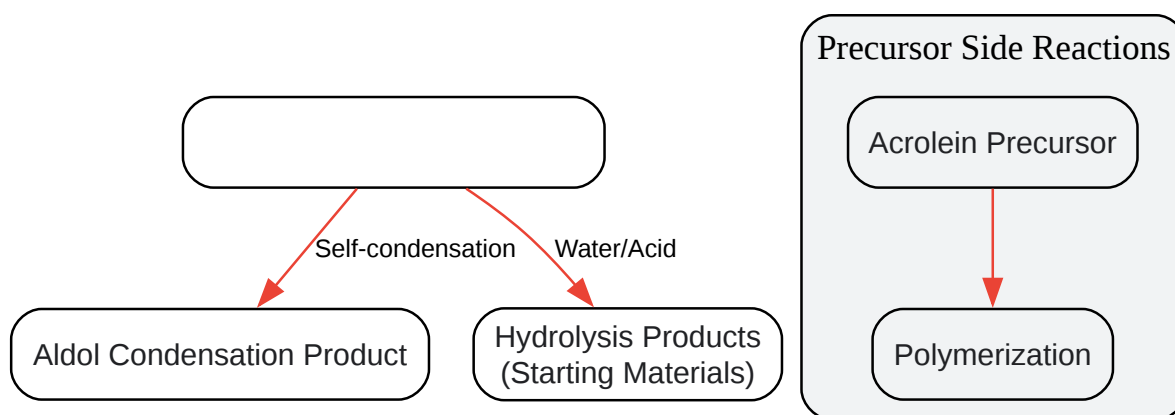 Precursor Side Reactions
Acrolein Precursor
Self-condensation
Water/Acid
Aldol Condensation Product
Hydrolysis Products
(Starting Materials)
Polymerization